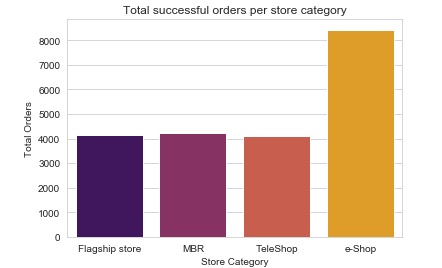 Total successful orders per store category
Total Orders
8000
7000
6000
5000
4000
3000
2000
1000
0
Flagship store MBR TeleShop e-Shop
Store Category